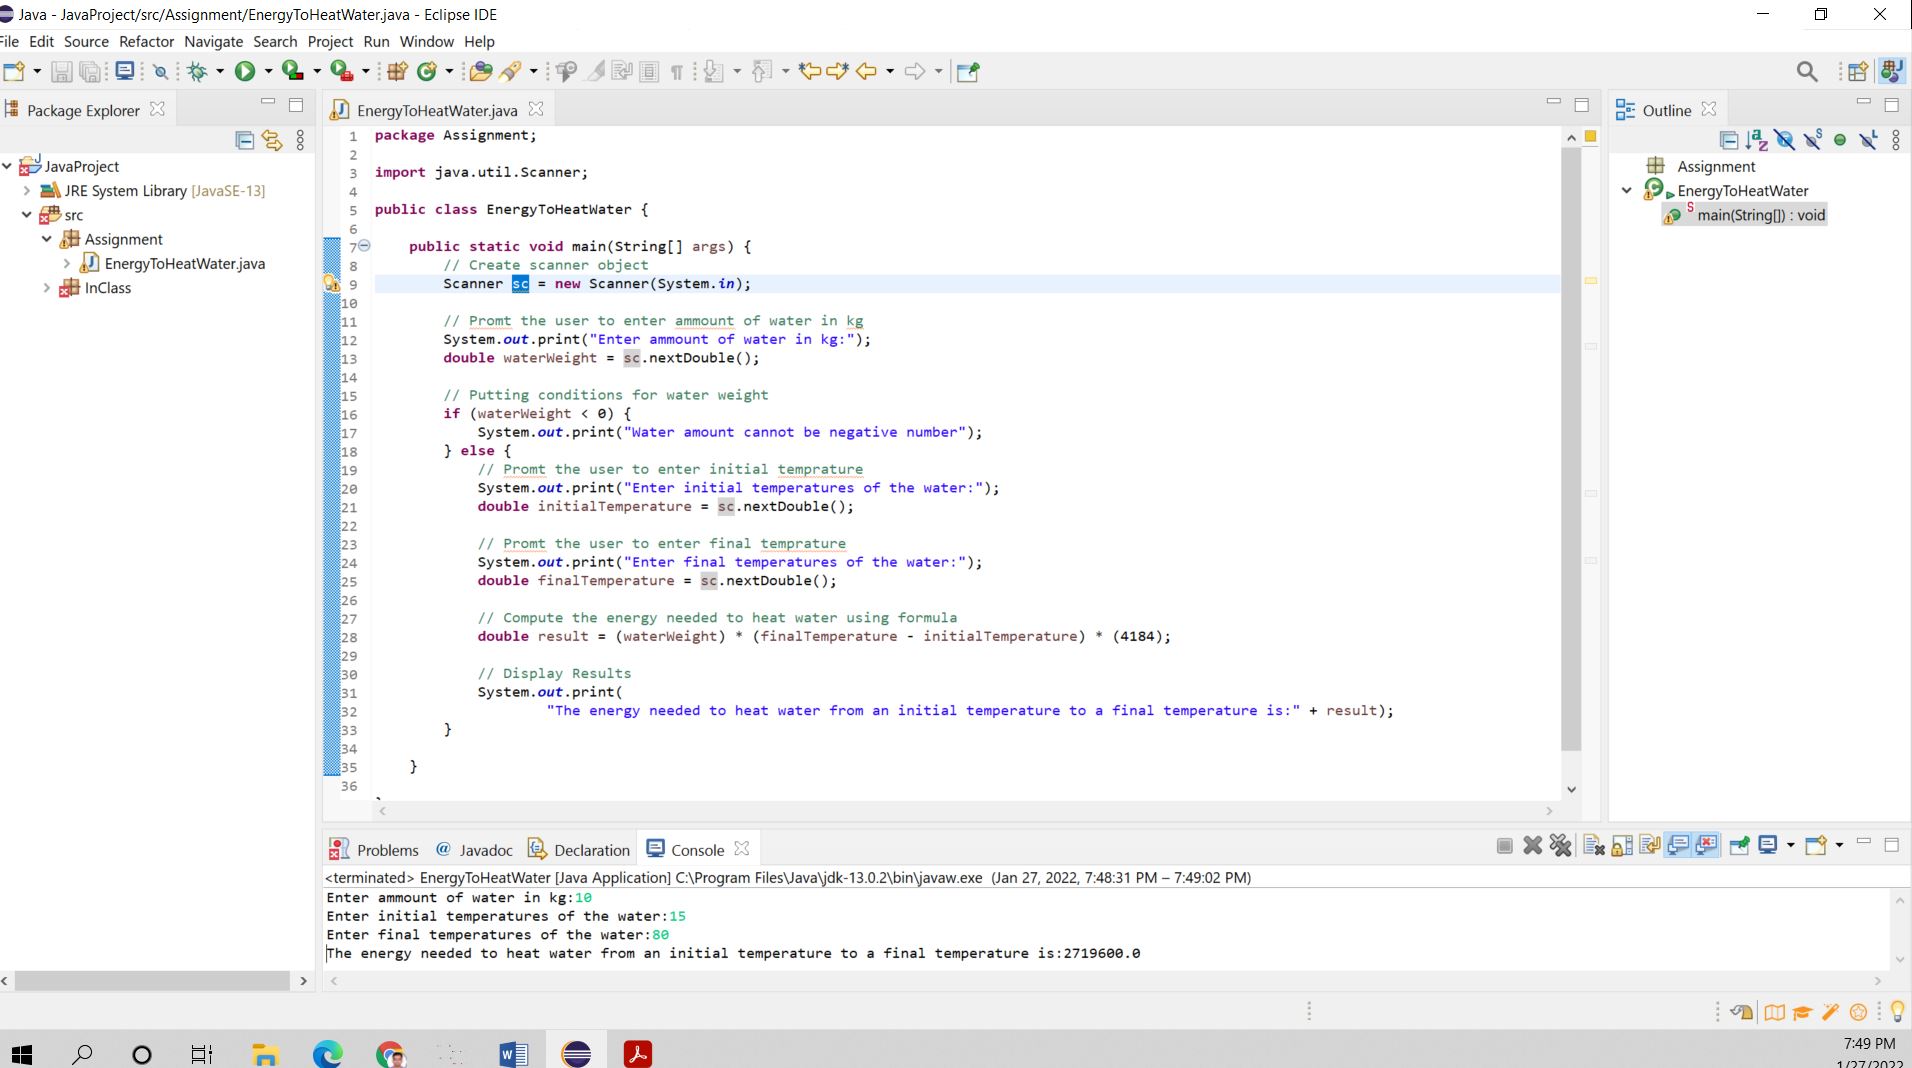 Java - JavaProject/src/Assignment/EnergyToHeatWater.java - Eclipse IDE
File Edit Source Refactor Navigate Search Project Run Window Help
Package Explorer
JavaProject
JRE System Library [JavaSE-13]
src
Assignment
EnergyToHeatWater.java
InClass
EnergyToHeatWater.java
1 package Assignment;
2
3 import java.util.Scanner;
4
5 public class EnergyToHeatWater {
6
7 public static void main(String[] args) {
8 // Create scanner object
9 Scanner sc = new Scanner(System.in);
10
11 // Promt the user to enter ammount of water in kg
12 System.out.print("Enter ammount of water in kg:");
13 double waterWeight = sc.nextDouble();
14
15 // Putting conditions for water weight
16 if (waterWeight < 0) {
17 System.out.print("Water amount cannot be negative number");
18 } else {
19 // Promt the user to enter initial temprature
20 System.out.print("Enter initial temperatures of the water:");
21 double initialTemperature = sc.nextDouble();
22
23 // Promt the user to enter final temprature
24 System.out.print("Enter final temperatures of the water:");
25 double finalTemperature = sc.nextDouble();
26
27 // Compute the energy needed to heat water using formula
28 double result = (waterWeight) * (finalTemperature - initialTemperature) * (4184);
29
30 // Display Results
31 System.out.print(
32 "The energy needed to heat water from an initial temperature to a final temperature is:" + result);
33 }
34
35 }
36
Outline
Assignment
EnergyToHeatWater
main(String[]) : void
Problems @ Javadoc Declaration Console
<terminated> EnergyToHeatWater [Java Application] C:\Program Files\Java\jdk-13.0.2\bin\javaw.exe (Jan 27, 2022, 7:48:31 PM – 7:49:02 PM)
Enter ammount of water in kg:10
Enter initial temperatures of the water:15
Enter final temperatures of the water:80
The energy needed to heat water from an initial temperature to a final temperature is:2719600.0
7:49 PM
1/27/2022